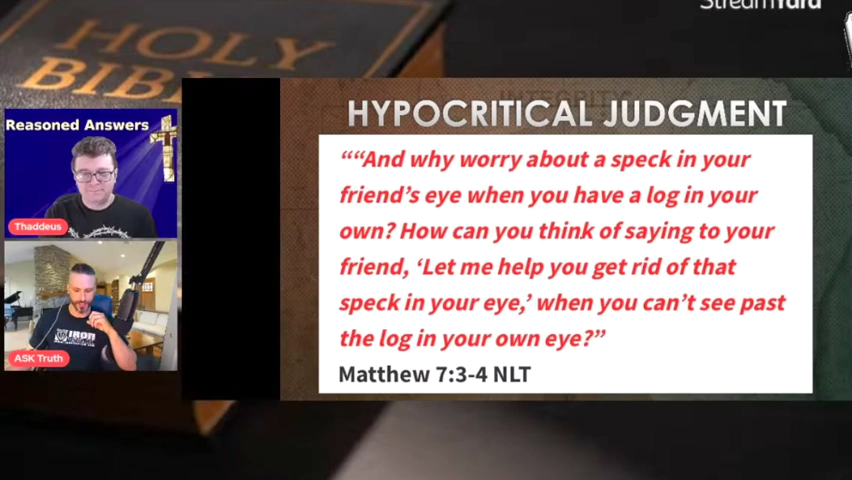 StreamYard
HOLY
BIB
INTEGRITY
HYPOCRITICAL JUDGMENT
““And why worry about a speck in your
friend’s eye when you have a log in your
own? How can you think of saying to your
friend, ‘Let me help you get rid of that
speck in your eye,’ when you can’t see past
the log in your own eye?”
Matthew 7:3-4 NLT
Reasoned Answers
Thaddeus
IRON
ASK Truth